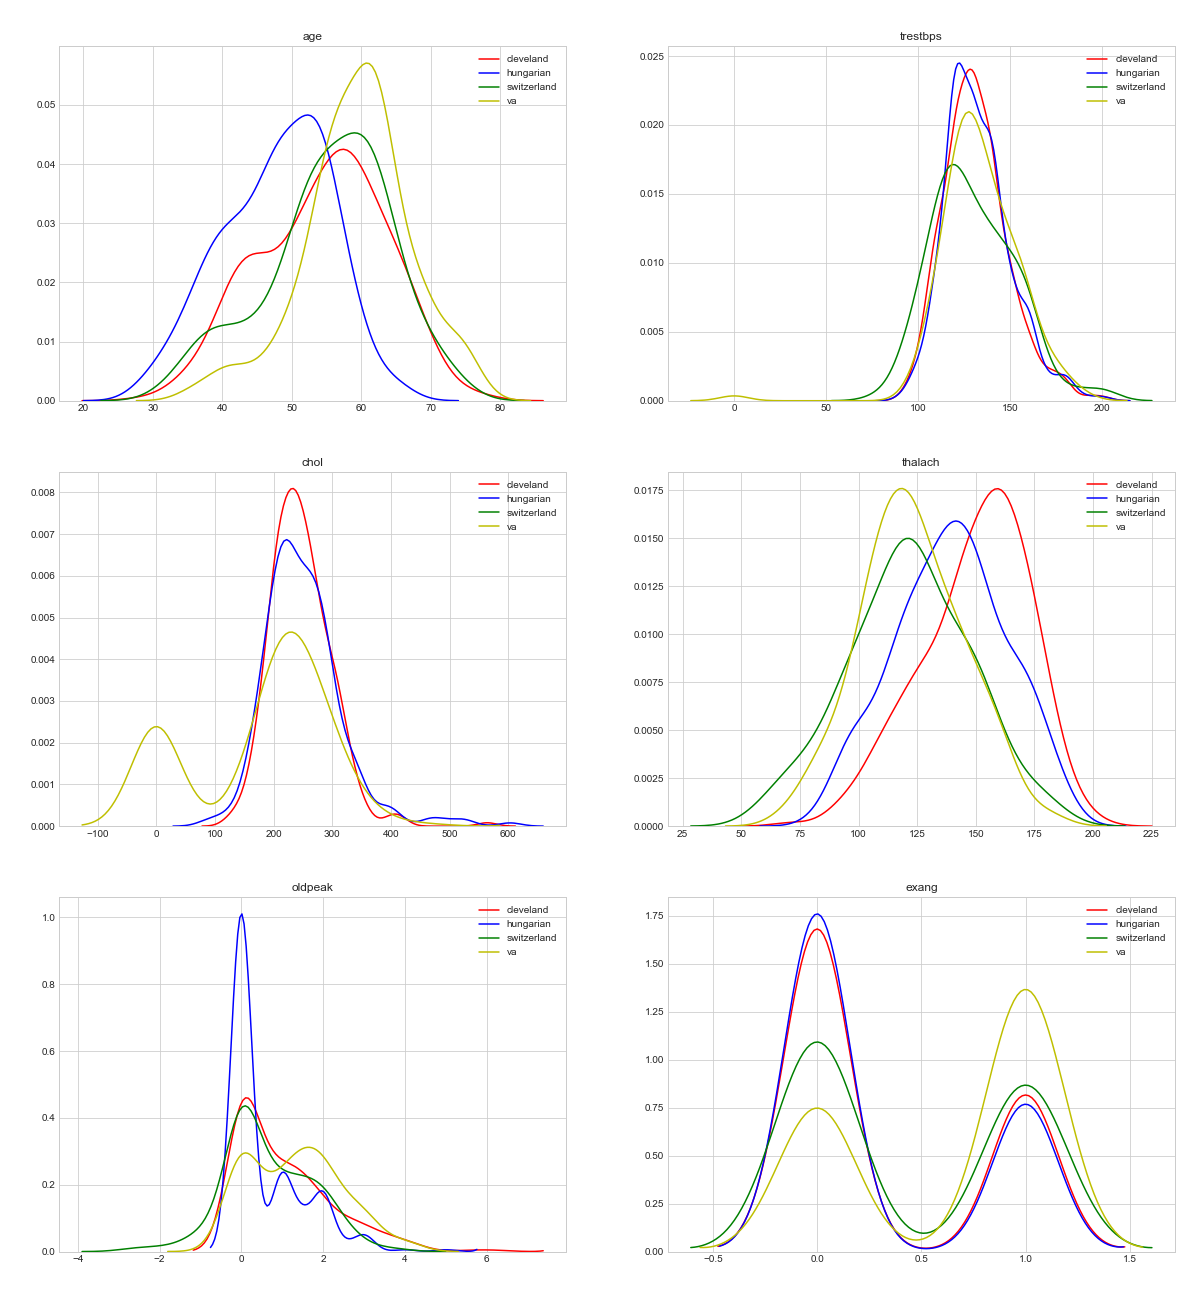 age
cleveland
hungarian
switzerland
va
0.05
0.04
0.03
0.02
0.01
0.00
20 30 40 50 60 70 80
trestbps
cleveland
hungarian
switzerland
va
0.025
0.020
0.015
0.010
0.005
0.000
0 50 100 150 200
chol
cleveland
hungarian
switzerland
va
0.008
0.007
0.006
0.005
0.004
0.003
0.002
0.001
0.000
−100 0 100 200 300 400 500 600
thalach
cleveland
hungarian
switzerland
va
0.0175
0.0150
0.0125
0.0100
0.0075
0.0050
0.0025
0.0000
25 50 75 100 125 150 175 200 225
oldpeak
cleveland
hungarian
switzerland
va
1.0
0.8
0.6
0.4
0.2
0.0
−4 −2 0 2 4 6
exang
cleveland
hungarian
switzerland
va
1.75
1.50
1.25
1.00
0.75
0.50
0.25
0.00
−0.5 0.0 0.5 1.0 1.5